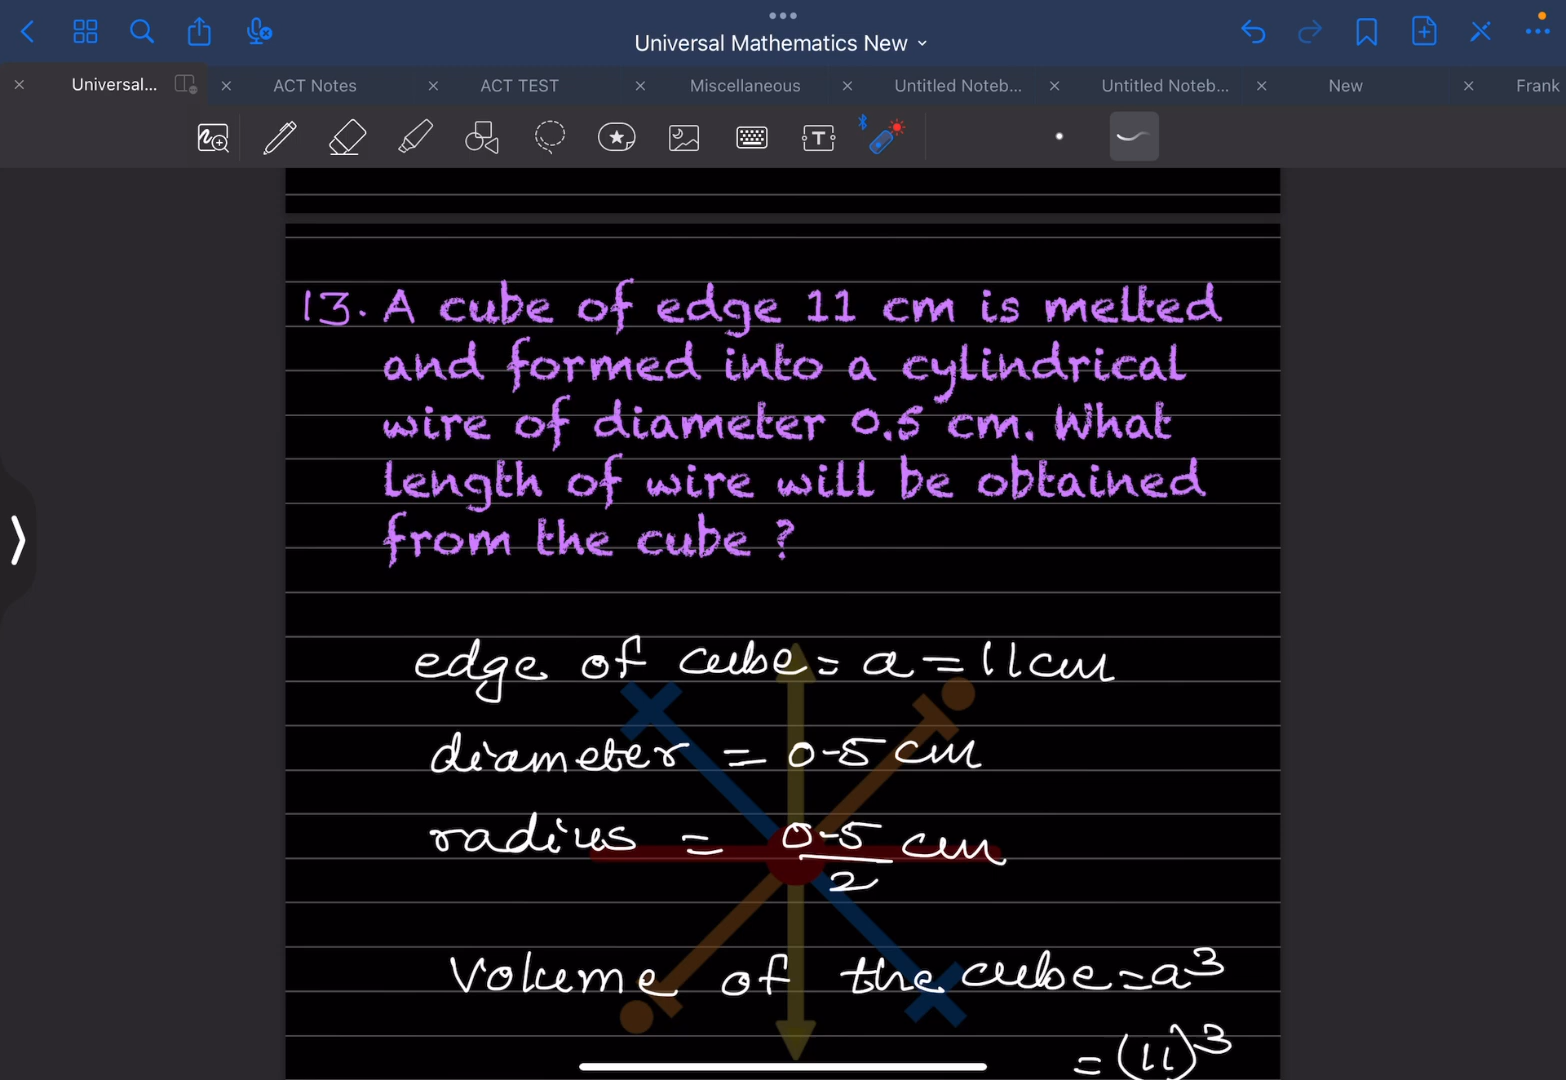 Universal Mathematics New
Universal...
ACT Notes
ACT TEST
Miscellaneous
Untitled Noteb...
Untitled Noteb...
New
Frank
13. A cube of edge 11 cm is melted
and formed into a cylindrical
wire of diameter 0.5 cm. What
length of wire will be obtained
from the cube ?
edge of cube = a = 11cm
diameter = 0-5 cm
radius = 0-5/2 cm
Volume of the cube = a³
= (11)³